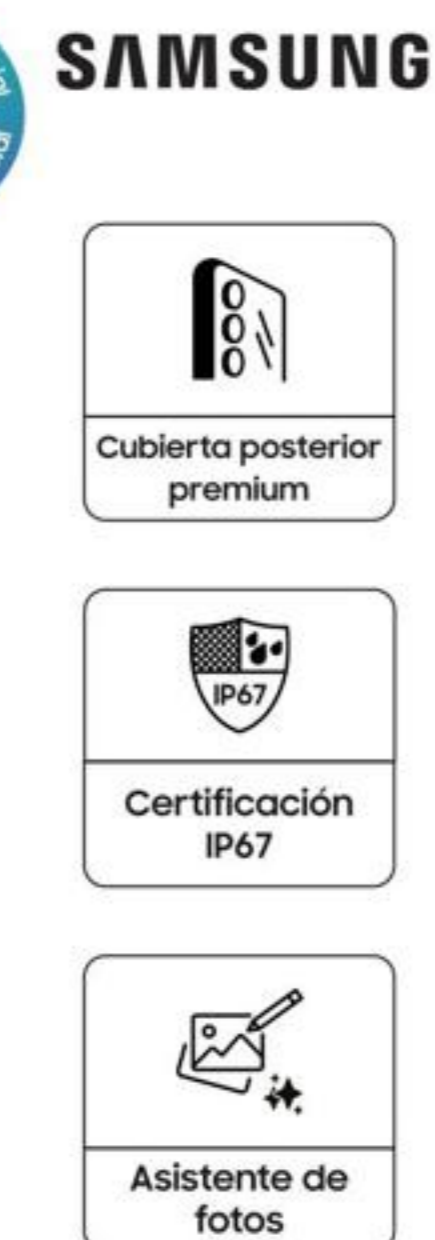 SAMSUNG
Cubierta posterior
premium
IP67
Certificación
IP67
Asistente de
fotos